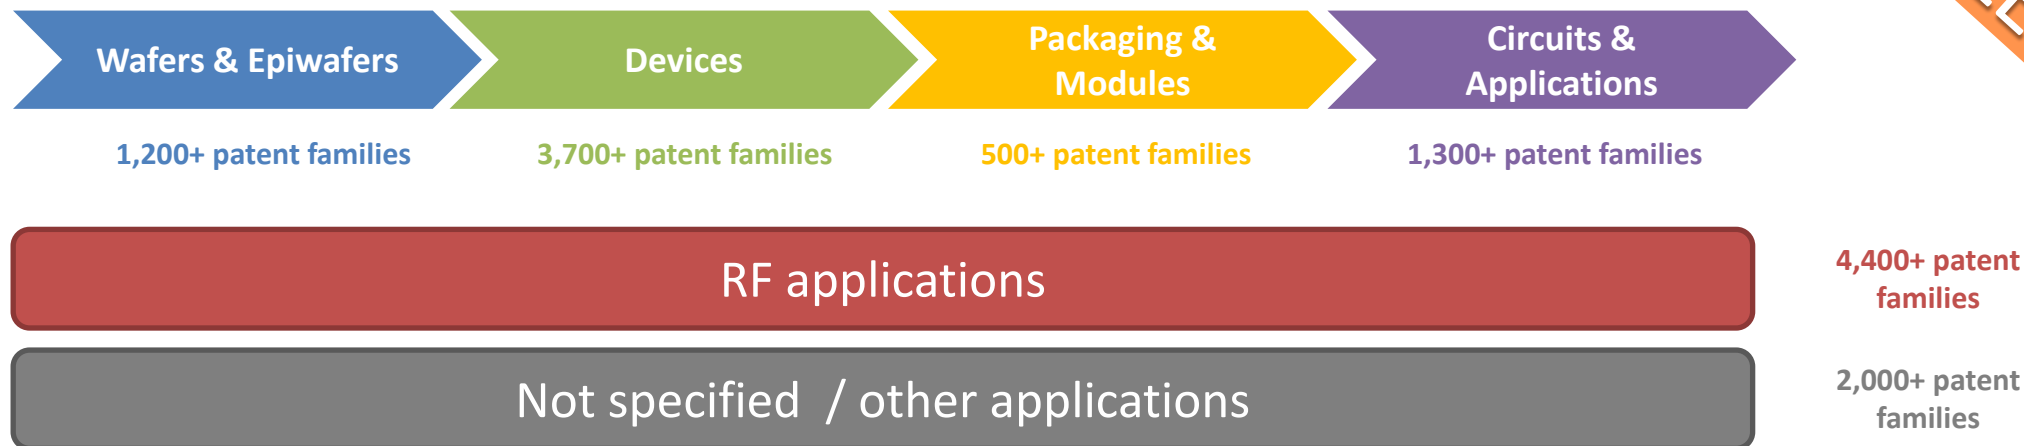 Wafers & Epiwafers
Devices
Packaging &
Modules
Circuits &
Applications
1,200+ patent families
3,700+ patent families
500+ patent families
1,300+ patent families
RF applications
4,400+ patent
families
Not specified / other applications
2,000+ patent
families